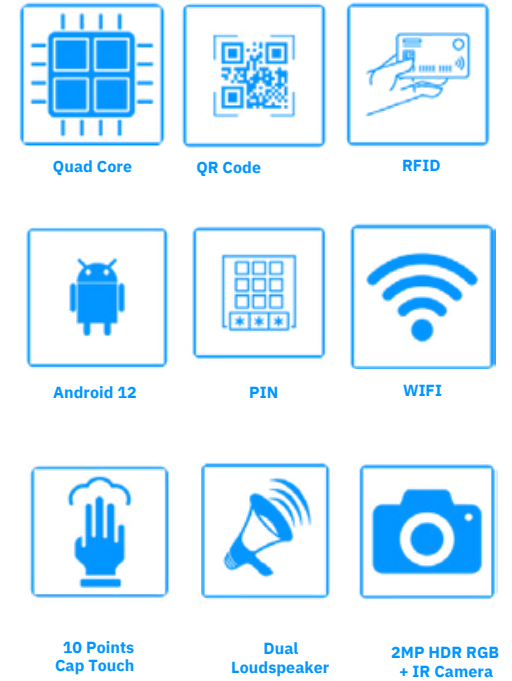 Quad Core
QR Code
RFID
Android 12
PIN
WIFI
10 Points
Cap Touch
Dual
Loudspeaker
2MP HDR RGB
+ IR Camera